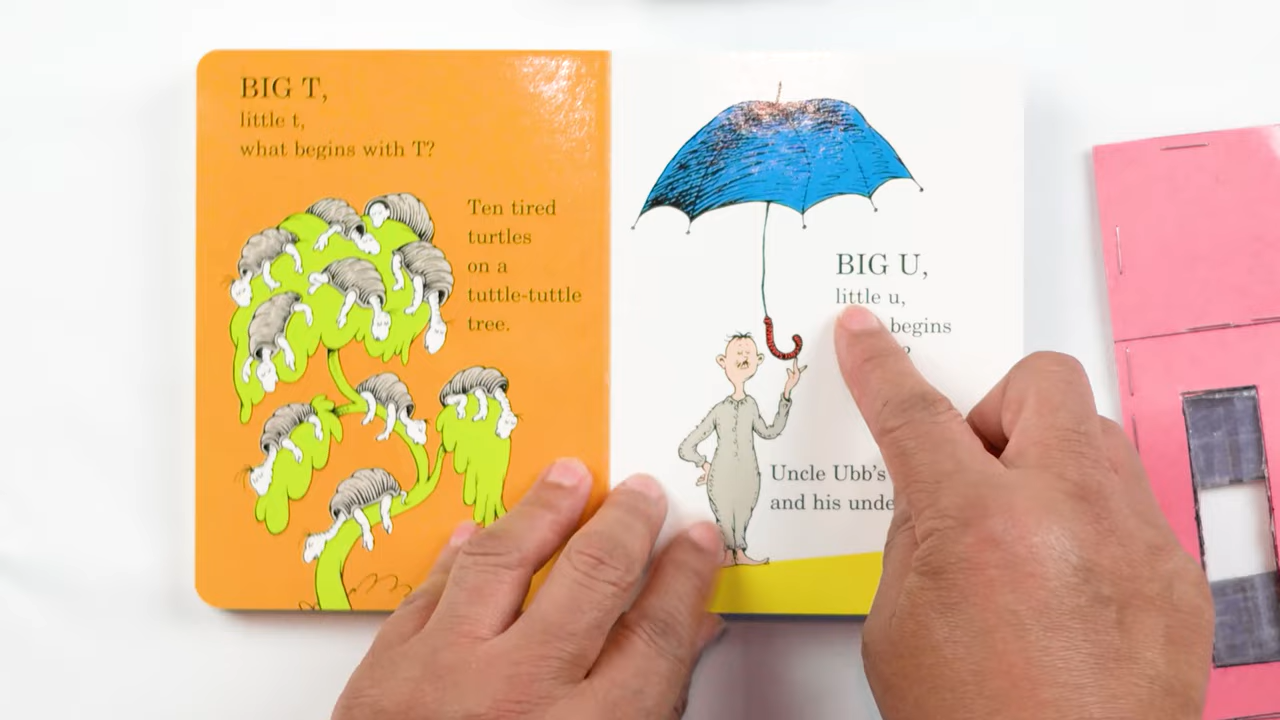 BIG T,
little t,
what begins with T?
Ten tired
turtles
on a
tuttle-tuttle
tree.
BIG U,
little u,
begins
?
Uncle Ubb's
and his